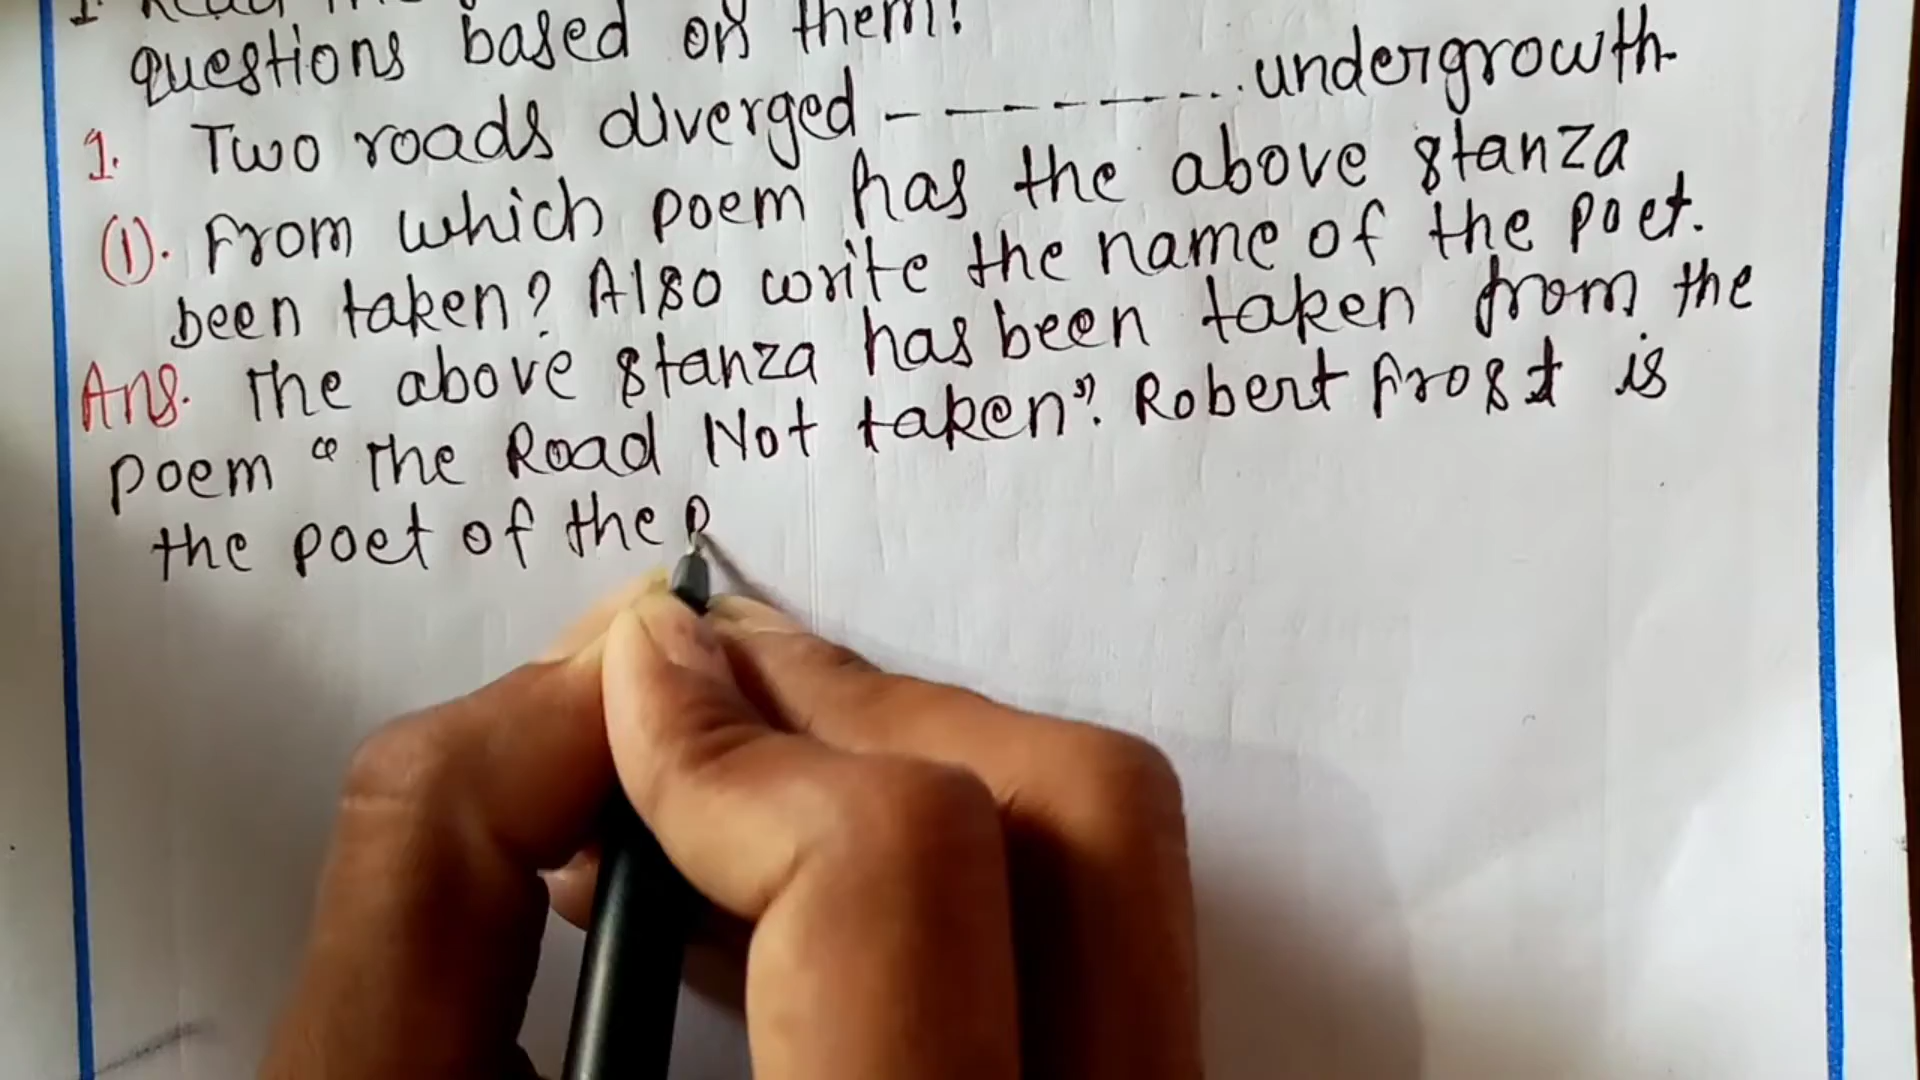 questions based on them!
1. Two roads diverged - - - - - - - .. . undergrowth.
(1). From which poem has the above stanza
been taken? Also write the name of the poet.
Ans. The above stanza has been taken from the
poem "The Road Not taken". Robert Frost is
the poet of the P